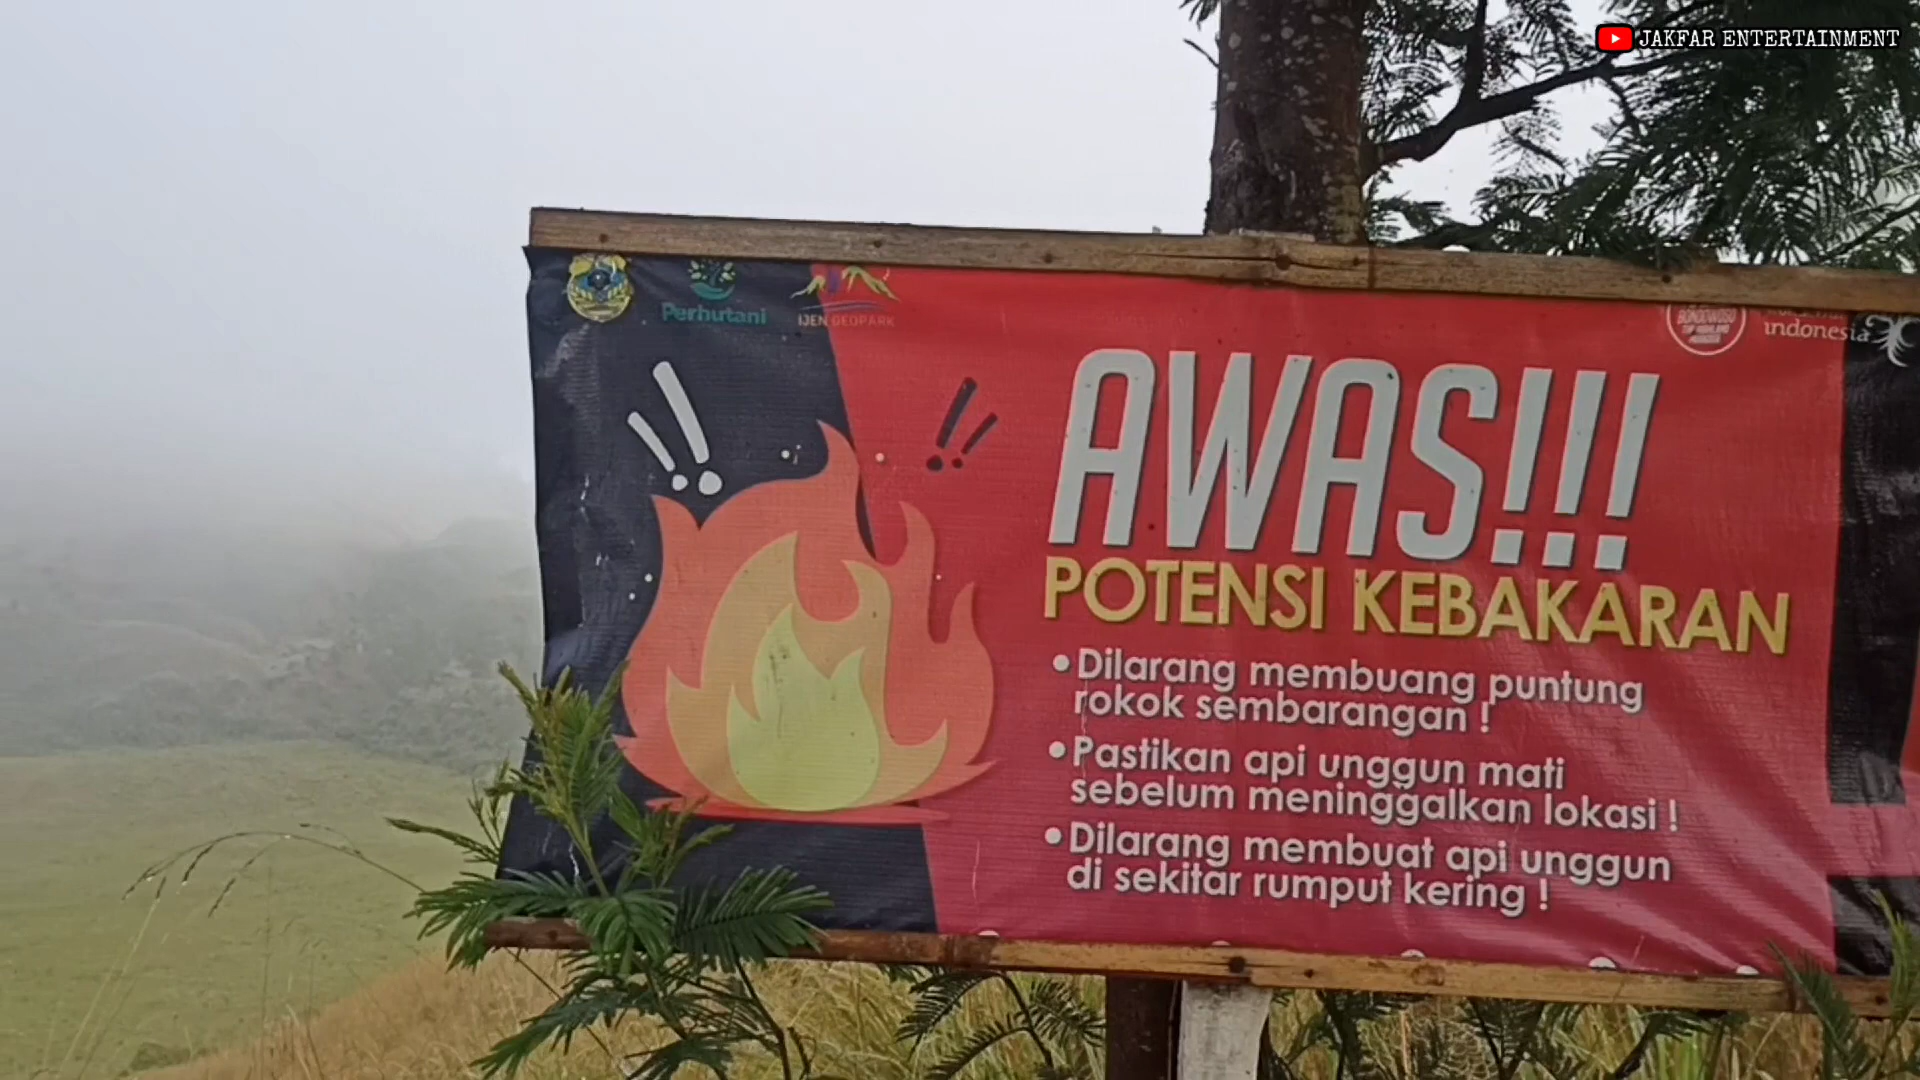 JAKFAR ENTERTAINMENT
Perhutani
IJEN GEOPARK
BONDOWOSO
indonesia
AWAS!!!
POTENSI KEBAKARAN
•Dilarang membuang puntung
rokok sembarangan !
•Pastikan api unggun mati
sebelum meninggalkan lokasi !
•Dilarang membuat api unggun
di sekitar rumput kering !